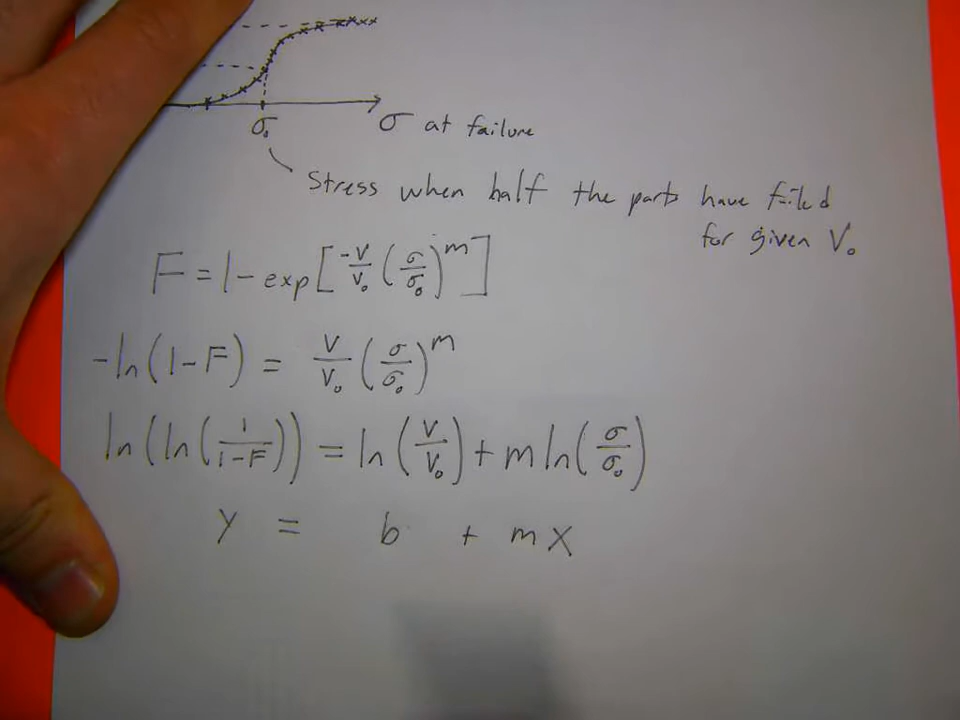 σ₀
σ at failure
Stress when half the parts have failed
for given V₀
F = 1 - exp[-V/V₀ (σ/σ₀)^m]
-ln(1-F) = V/V₀ (σ/σ₀)^m
ln(ln(1/(1-F))) = ln(V/V₀) + m ln(σ/σ₀)
y = b + mx